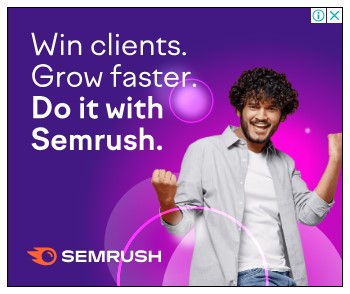 Win clients.
Grow faster.
Do it with
Semrush.
SEMRUSH